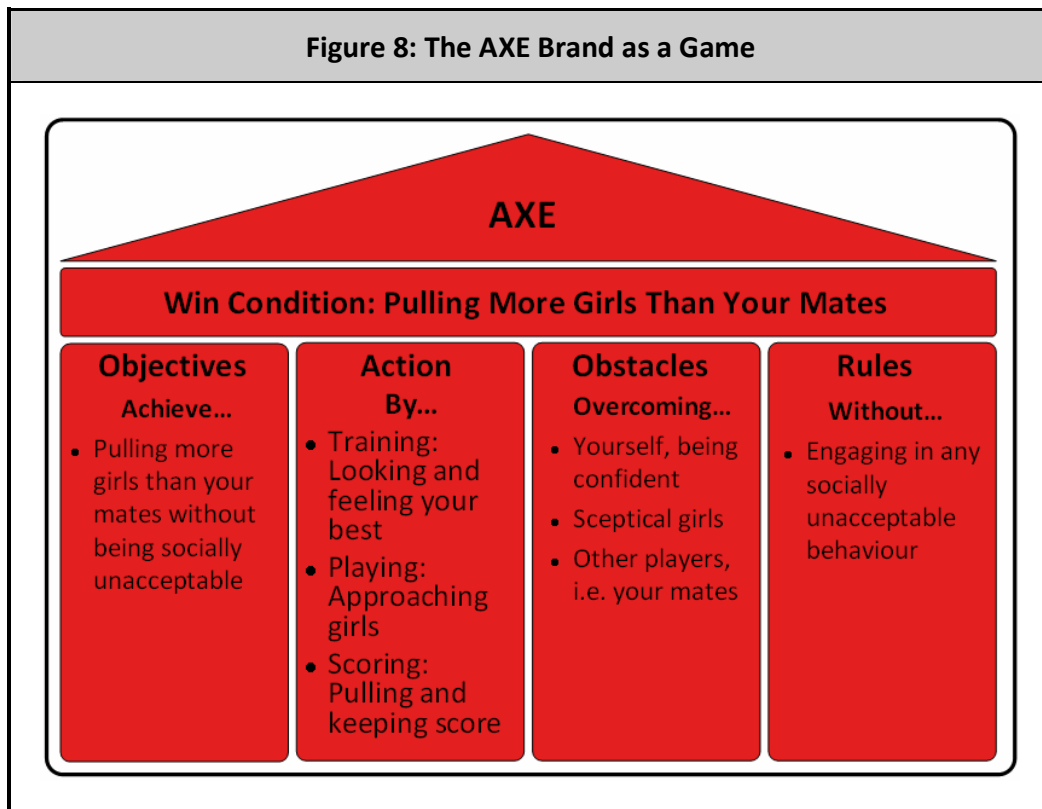 Figure 8: The AXE Brand as a Game
AXE
Win Condition: Pulling More Girls Than Your Mates
Objectives
Achieve...
• Pulling more
girls than your
mates without
being socially
unacceptable
Action
By...
• Training:
Looking and
feeling your
best
• Playing:
Approaching
girls
• Scoring:
Pulling and
keeping score
Obstacles
Overcoming...
• Yourself, being
confident
• Sceptical girls
• Other players,
i.e. your mates
Rules
Without...
• Engaging in any
socially
unacceptable
behaviour